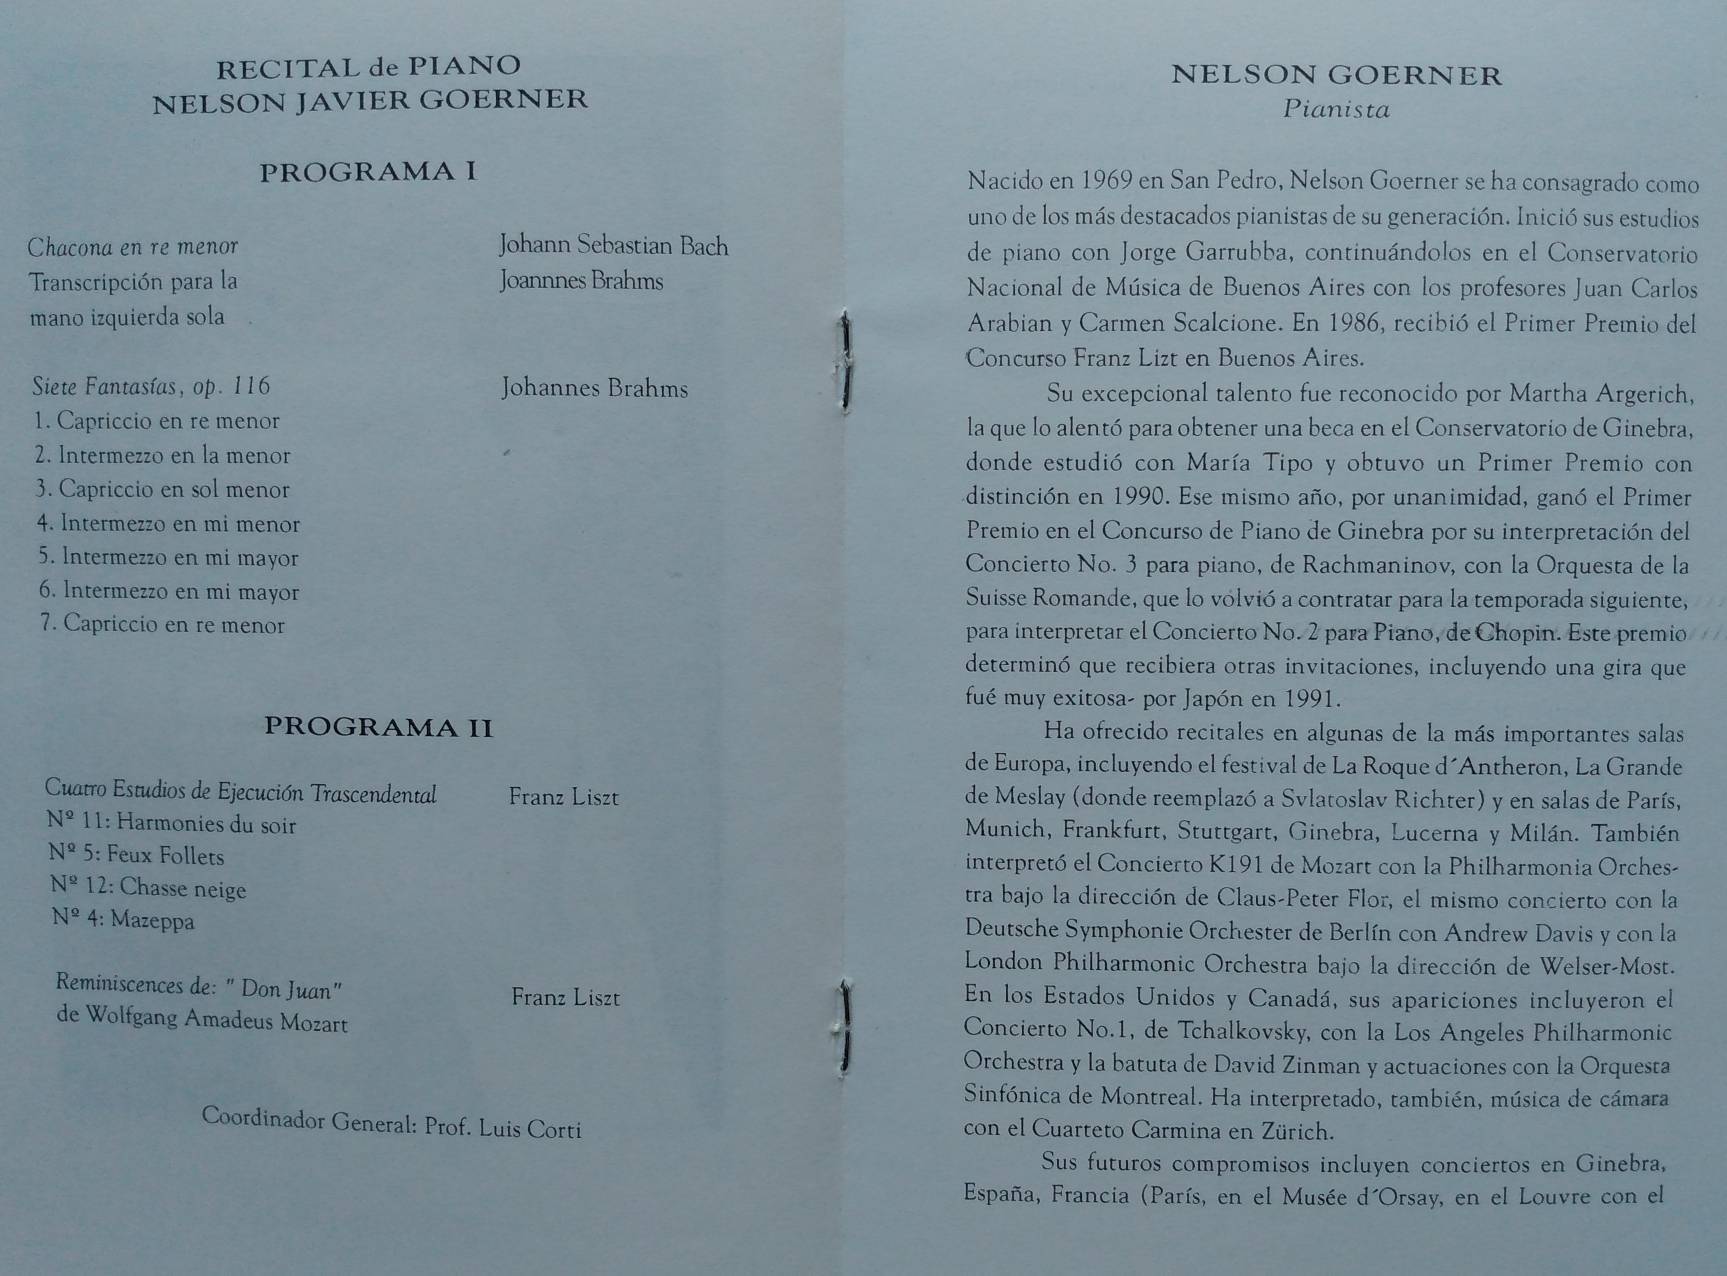 RECITAL de PIANO
NELSON JAVIER GOERNER
PROGRAMA I
Chacona en re menor Johann Sebastian Bach
Transcripción para la Joannnes Brahms
mano izquierda sola
Siete Fantasías, op. 116 Johannes Brahms
1. Capriccio en re menor
2. Intermezzo en la menor
3. Capriccio en sol menor
4. Intermezzo en mi menor
5. Intermezzo en mi mayor
6. Intermezzo en mi mayor
7. Capriccio en re menor
PROGRAMA II
Cuatro Estudios de Ejecución Trascendental Franz Liszt
Nº 11: Harmonies du soir
Nº 5: Feux Follets
Nº 12: Chasse neige
Nº 4: Mazeppa
Reminiscences de: " Don Juan" Franz Liszt
de Wolfgang Amadeus Mozart
Coordinador General: Prof. Luis Corti
NELSON GOERNER
Pianista
Nacido en 1969 en San Pedro, Nelson Goerner se ha consagrado como
uno de los más destacados pianistas de su generación. Inició sus estudios
de piano con Jorge Garrubba, continuándolos en el Conservatorio
Nacional de Música de Buenos Aires con los profesores Juan Carlos
Arabian y Carmen Scalcione. En 1986, recibió el Primer Premio del
Concurso Franz Lizt en Buenos Aires.
Su excepcional talento fue reconocido por Martha Argerich,
la que lo alentó para obtener una beca en el Conservatorio de Ginebra,
donde estudió con María Tipo y obtuvo un Primer Premio con
distinción en 1990. Ese mismo año, por unanimidad, ganó el Primer
Premio en el Concurso de Piano de Ginebra por su interpretación del
Concierto No. 3 para piano, de Rachmaninov, con la Orquesta de la
Suisse Romande, que lo volvió a contratar para la temporada siguiente,
para interpretar el Concierto No. 2 para Piano, de Chopin. Este premio
determinó que recibiera otras invitaciones, incluyendo una gira que
fué muy exitosa- por Japón en 1991.
Ha ofrecido recitales en algunas de la más importantes salas
de Europa, incluyendo el festival de La Roque d´Antheron, La Grande
de Meslay (donde reemplazó a Svlatoslav Richter) y en salas de París,
Munich, Frankfurt, Stuttgart, Ginebra, Lucerna y Milán. También
interpretó el Concierto K191 de Mozart con la Philharmonia Orches-
tra bajo la dirección de Claus-Peter Flor, el mismo concierto con la
Deutsche Symphonie Orchester de Berlín con Andrew Davis y con la
London Philharmonic Orchestra bajo la dirección de Welser-Most.
En los Estados Unidos y Canadá, sus apariciones incluyeron el
Concierto No.1, de Tchalkovsky, con la Los Angeles Philharmonic
Orchestra y la batuta de David Zinman y actuaciones con la Orquesta
Sinfónica de Montreal. Ha interpretado, también, música de cámara
con el Cuarteto Carmina en Zürich.
Sus futuros compromisos incluyen conciertos en Ginebra,
España, Francia (París, en el Musée d´Orsay, en el Louvre con el